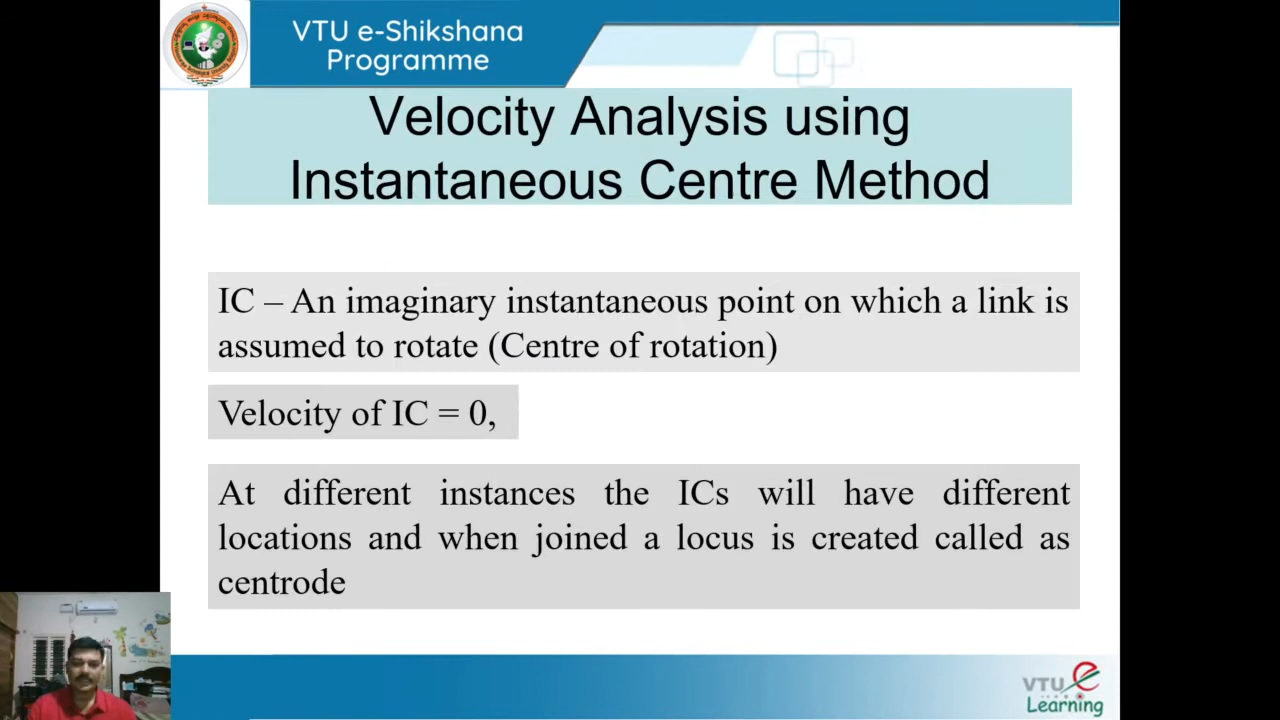 VTU e-Shikshana
Programme
Velocity Analysis using
Instantaneous Centre Method
IC – An imaginary instantaneous point on which a link is
assumed to rotate (Centre of rotation)
Velocity of IC = 0,
At different instances the ICs will have different
locations and when joined a locus is created called as
centrode
VTU e
Learning